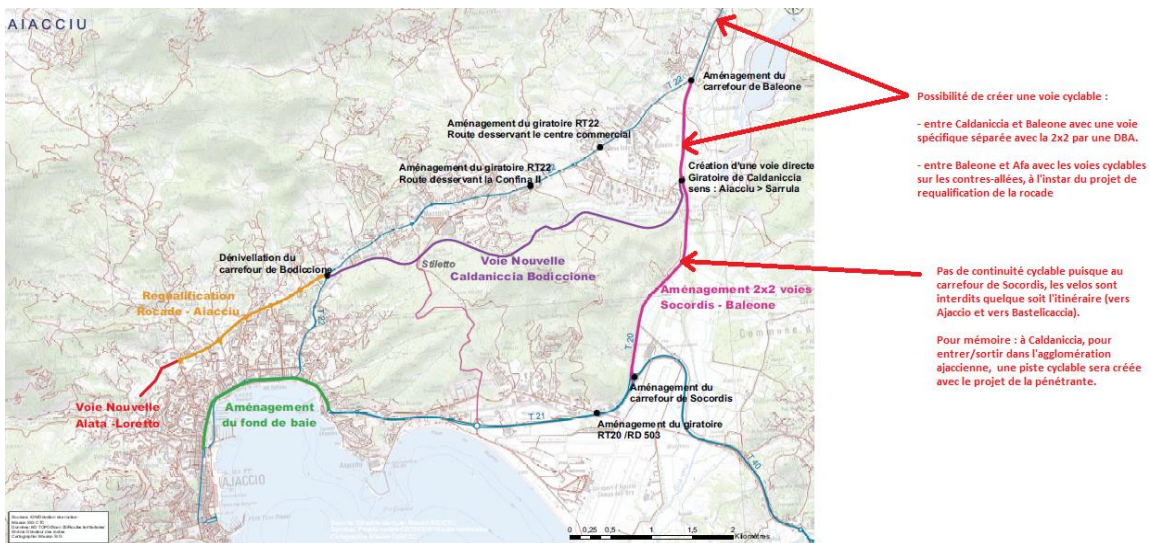 AIACCIU
Aménagement du
carrefour de Baleone
T 22
Aménagement du giratoire RT22
Route desservant le centre commercial
Aménagement du giratoire RT22
Route desservant la Confina II
Création d'une voie directe
Giratoire de Caldaniccia
sens : Aiacciu > Sarrula
Dénivellation du
carrefour de Bodiccione
Stiletto
Voie Nouvelle
Caldaniccia Bodiccione
Requalification
Rocade - Aiacciu
Aménagement 2x2 voies
Socordis - Baleone
T 22
T 20
Voie Nouvelle
Alata -Loretto
Aménagement
du fond de baie
T 21
Aménagement du
carrefour de Socordis
Aménagement du giratoire
RT20 /RD 503
T 40
AJACCIO
0 0,25 0,5 1 1,5 2
Kilomètres
Possibilité de créer une voie cyclable :
- entre Caldaniccia et Baleone avec une voie
spécifique séparée avec la 2x2 par une DBA.
- entre Baleone et Afa avec les voies cyclables
sur les contres-allées, à l'instar du projet de
requalification de la rocade
Pas de continuité cyclable puisque au
carrefour de Socordis, les velos sont
interdits quelque soit l'itinéraire (vers
Ajaccio et vers Bastelicaccia).
Pour mémoire : à Caldaniccia, pour
entrer/sortir dans l'agglomération
ajaccienne, une piste cyclable sera créée
avec le projet de la pénétrante.